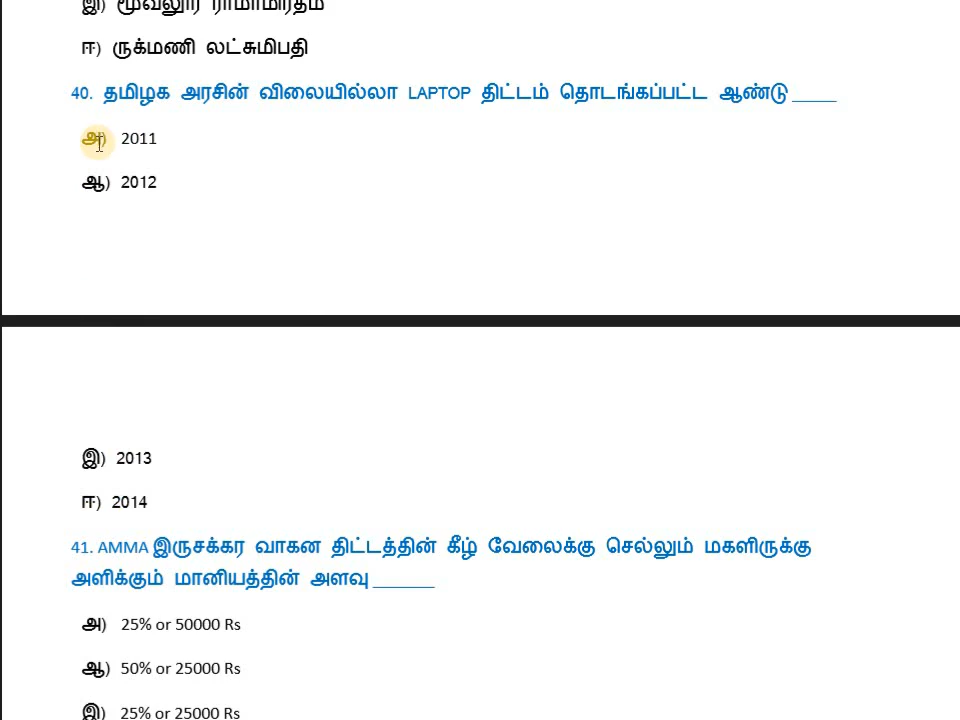 இ) மூவலூர் ராமாமிர்தம்
ஈ) ருக்மணி லட்சுமிபதி
40. தமிழக அரசின் விலையில்லா LAPTOP திட்டம் தொடங்கப்பட்ட ஆண்டு _____
அ) 2011
ஆ) 2012
இ) 2013
ஈ) 2014
41. AMMA இருசக்கர வாகன திட்டத்தின் கீழ் வேலைக்கு செல்லும் மகளிருக்கு
அளிக்கும் மானியத்தின் அளவு _______
அ) 25% or 50000 Rs
ஆ) 50% or 25000 Rs
இ) 25% or 25000 Rs